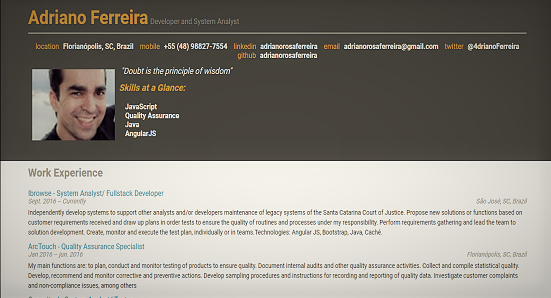 Adriano Ferreira Developer and System Analyst
location Florianópolis, SC, Brazil mobile +55 (48) 98827-7554 linkedin adrianorosaferreira email adrianorosaferreira@gmail.com twitter @4drianoFerreira
github adrianorosaferreira
"Doubt is the principle of wisdom"
Skills at a Glance:
JavaScript
Quality Assurance
Java
AngularJS
Work Experience
Ibrowse - System Analyst/ Fullstack Developer
Sept. 2016 – Currently São José, SC, Brazil
Independently develop systems to support other analysts and/or developers maintenance of legacy systems of the Santa Catarina Court of Justice. Propose new solutions or functions based on
customer requirements received and draw up plans in order tests to ensure the quality of routines and processes under my responsibility. Perform requirements gathering and lead the team to
solution development. Create, monitor and execute the test plan, individually or in teams.Technologies: Angular JS, Bootstrap, Java, Caché.
ArcTouch - Quality Assurance Specialist
Jan 2016 – jun. 2016 Florianópolis, SC, Brazil
My main functions are: to plan, conduct and monitor testing of products to ensure quality. Document internal audits and other quality assurance activities. Collect and compile statistical quality.
Develop, recommend and monitor corrective and preventive actions. Develop sampling procedures and instructions for recording and reporting of quality data. Investigate customer complaints
and non-compliance issues, among others